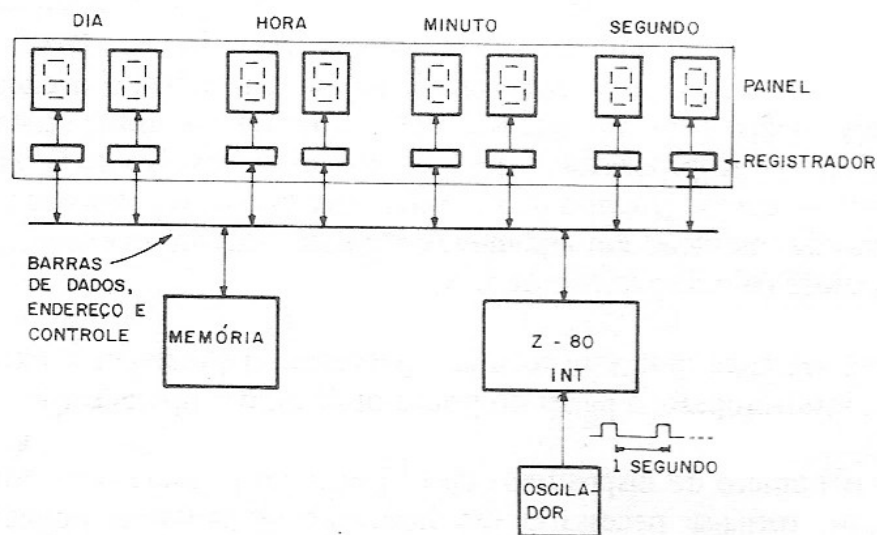 DIA HORA MINUTO SEGUNDO
PAINEL
REGISTRADOR
BARRAS
DE DADOS,
ENDEREÇO E
CONTROLE
MEMÓRIA
Z - 80
INT
1 SEGUNDO
OSCILA-
DOR